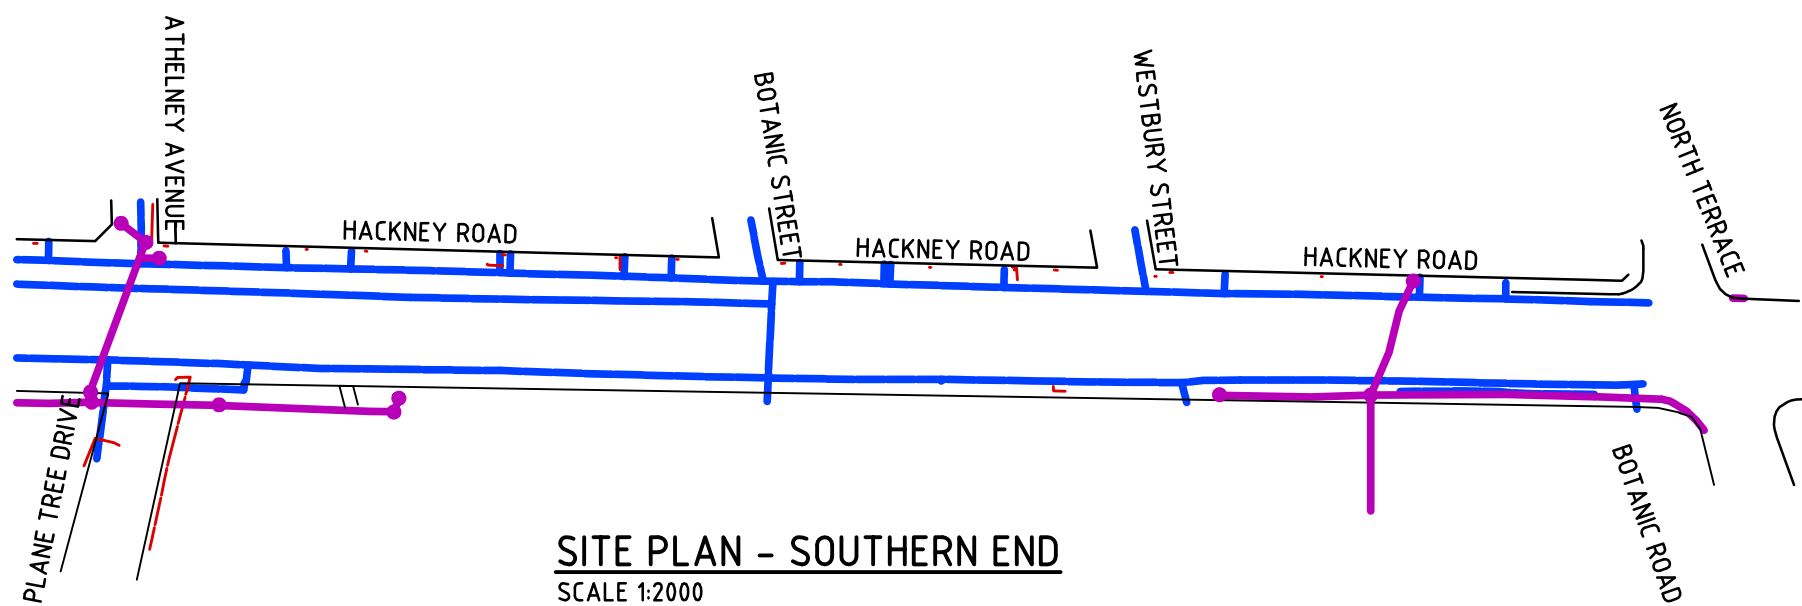 ATHELNEY AVENUE
BOTANIC STREET
WESTBURY STREET
NORTH TERRACE
HACKNEY ROAD
HACKNEY ROAD
HACKNEY ROAD
PLANE TREE DRIVE
BOTANIC ROAD
SITE PLAN - SOUTHERN END
SCALE 1:2000